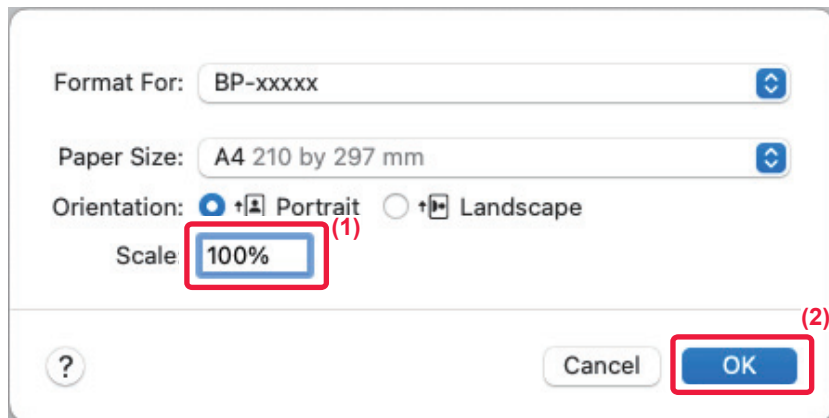 Format For: BP-xxxxx
Paper Size: A4 210 by 297 mm
Orientation: Portrait Landscape
(1)
Scale 100%
(2)
? Cancel OK